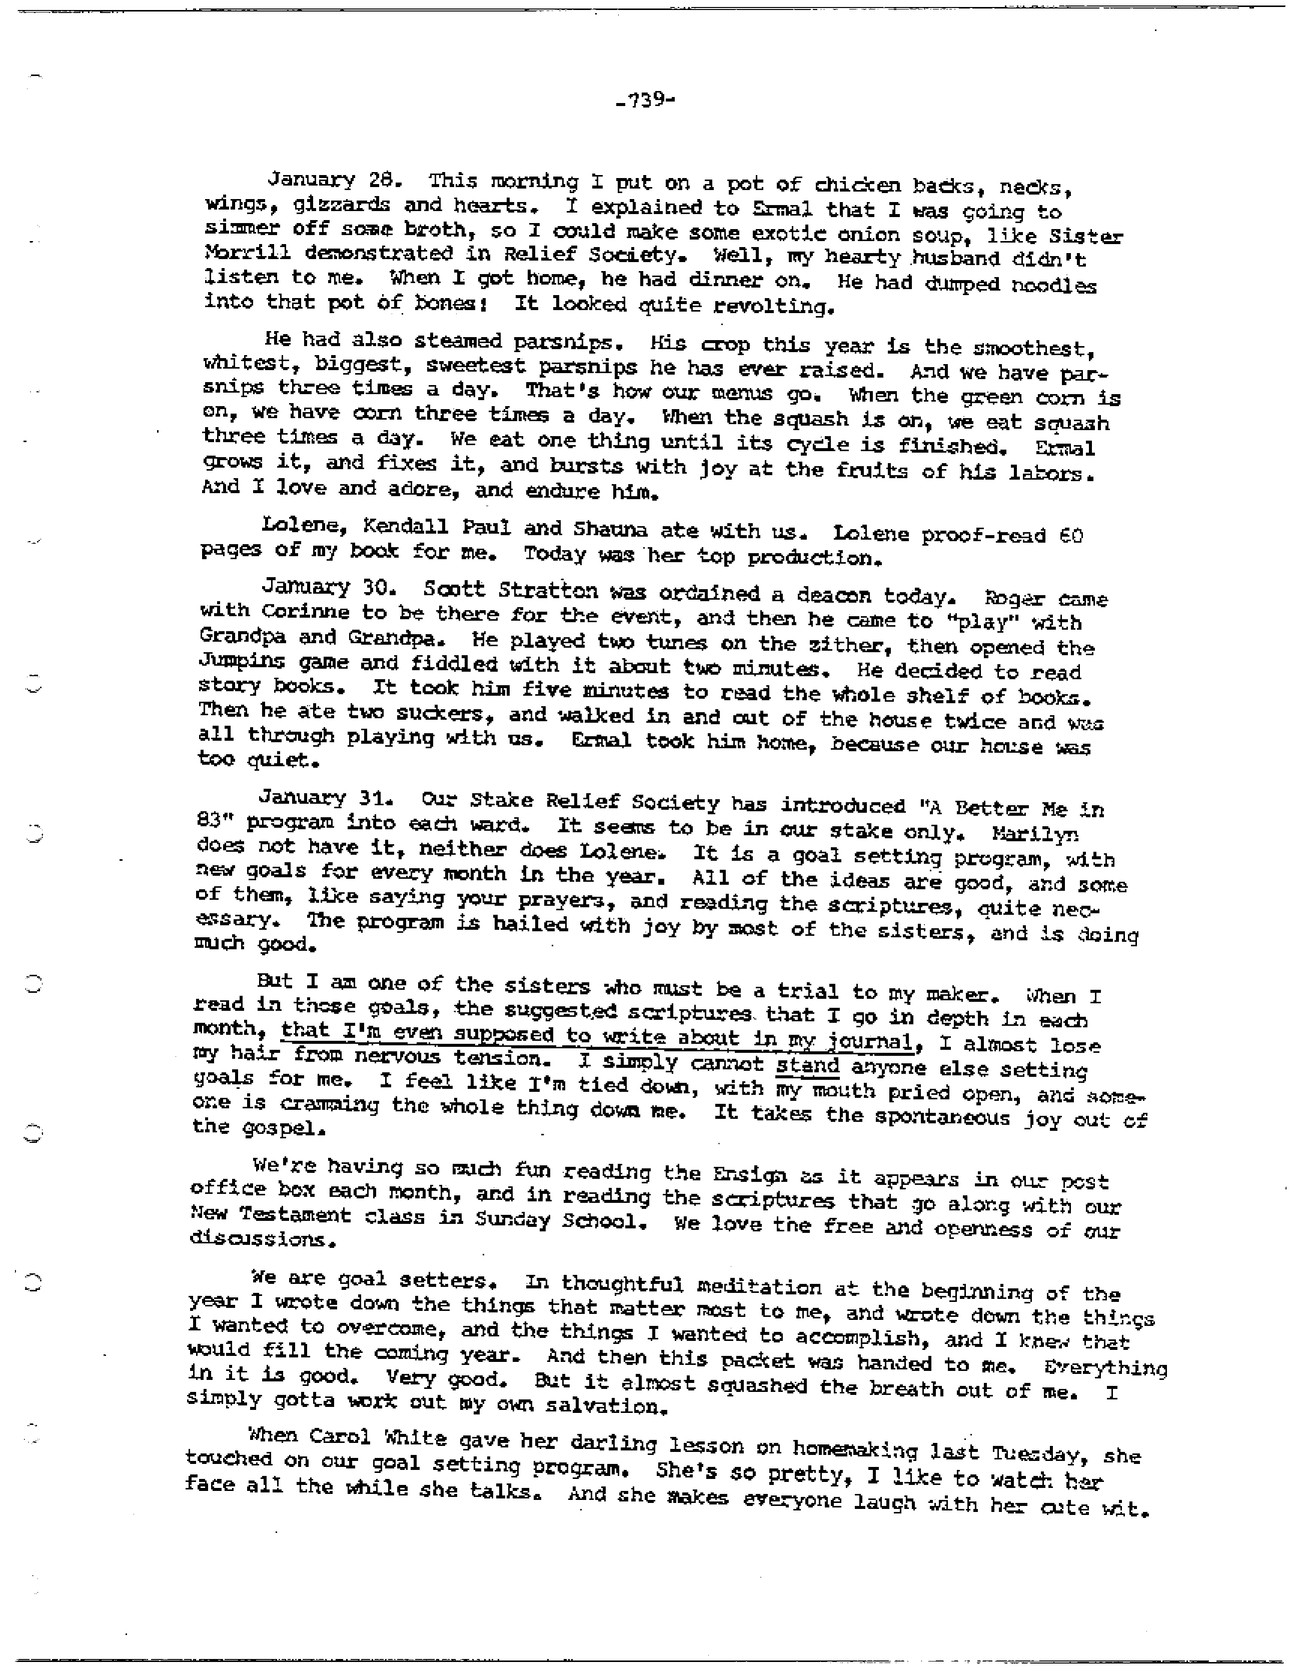 -739-
January 28. This morning I put on a pot of chicken backs, necks,
wings, gizzards and hearts. I explained to Ermal that I was going to
simmer off some broth, so I could make some exotic onion soup, like Sister
Morrill demonstrated in Relief Society. Well, my hearty husband didn't
listen to me. When I got home, he had dinner on. He had dumped noodles
into that pot of bones! It looked quite revolting.
He had also steamed parsnips. His crop this year is the smoothest,
whitest, biggest, sweetest parsnips he has ever raised. And we have par-
snips three times a day. That's how our menus go. When the green corn is
on, we have corn three times a day. When the squash is on, we eat squash
three times a day. We eat one thing until its cycle is finished. Ermal
grows it, and fixes it, and bursts with joy at the fruits of his labors.
And I love and adore, and endure him.
Lolene, Kendall Paul and Shauna ate with us. Lolene proof-read 60
pages of my book for me. Today was her top production.
January 30. Scott Stratton was ordained a deacon today. Roger came
with Corinne to be there for the event, and then he came to "play" with
Grandpa and Grandpa. He played two tunes on the zither, then opened the
Jumpins game and fiddled with it about two minutes. He decided to read
story books. It took him five minutes to read the whole shelf of books.
Then he ate two suckers, and walked in and out of the house twice and was
all through playing with us. Ermal took him home, because our house was
too quiet.
January 31. Our Stake Relief Society has introduced "A Better Me in
83" program into each ward. It seems to be in our stake only. Marilyn
does not have it, neither does Lolene. It is a goal setting program, with
new goals for every month in the year. All of the ideas are good, and some
of them, like saying your prayers, and reading the scriptures, quite nec-
essary. The program is hailed with joy by most of the sisters, and is doing
much good.
But I am one of the sisters who must be a trial to my maker. When I
read in those goals, the suggested scriptures that I go in depth in each
month, that I'm even supposed to write about in my journal, I almost lose
my hair from nervous tension. I simply cannot stand anyone else setting
goals for me. I feel like I'm tied down, with my mouth pried open, and some-
one is cramming the whole thing down me. It takes the spontaneous joy out of
the gospel.
We're having so much fun reading the Ensign as it appears in our post
office box each month, and in reading the scriptures that go along with our
New Testament class in Sunday School. We love the free and openness of our
discussions.
We are goal setters. In thoughtful meditation at the beginning of the
year I wrote down the things that matter most to me, and wrote down the things
I wanted to overcome, and the things I wanted to accomplish, and I knew that
would fill the coming year. And then this packet was handed to me. Everything
in it is good. Very good. But it almost squashed the breath out of me. I
simply gotta work out my own salvation.
When Carol White gave her darling lesson on homemaking last Tuesday, she
touched on our goal setting program. She's so pretty, I like to watch her
face all the while she talks. And she makes everyone laugh with her cute wit.